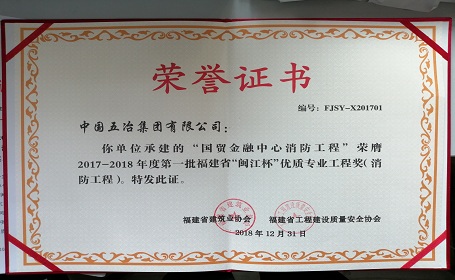 荣誉证书
编号：FJSY-X201701
中国五冶集团有限公司：
你单位承建的“国贸金融中心消防工程”荣膺
2017-2018年度第一批福建省“闽江杯”优质专业工程奖（消
防工程）。特发此证。
福建省建筑业协会 福建省工程建设质量安全协会
2018年12月31日